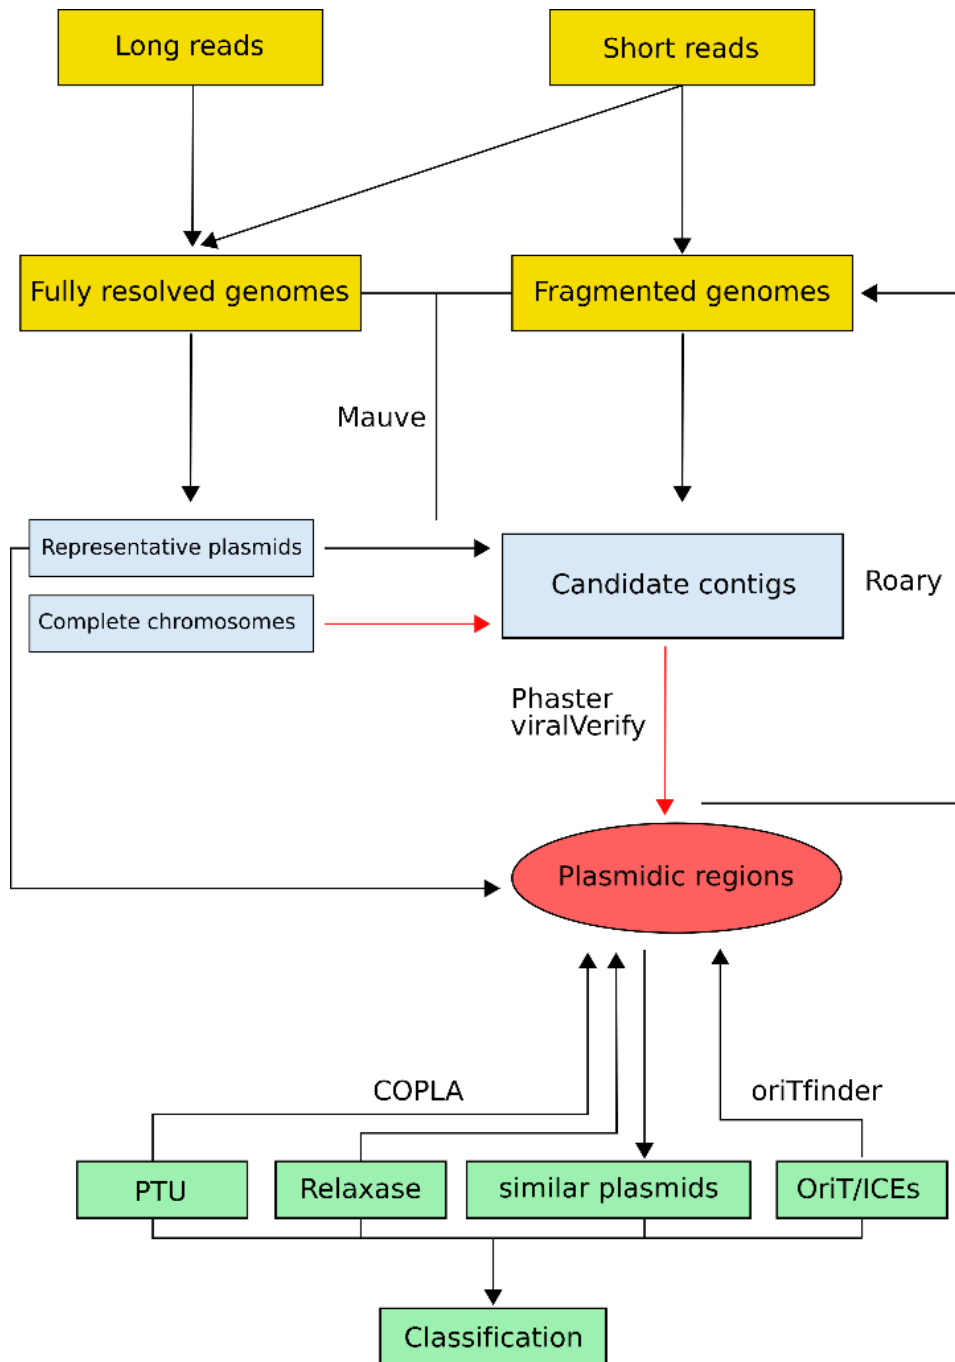 Long reads
Short reads
Fully resolved genomes
Fragmented genomes
Mauve
Representative plasmids
Candidate contigs
Roary
Complete chromosomes
Phaster
viralVerify
Plasmidic regions
COPLA
oriTfinder
PTU
Relaxase
similar plasmids
OriT/ICEs
Classification